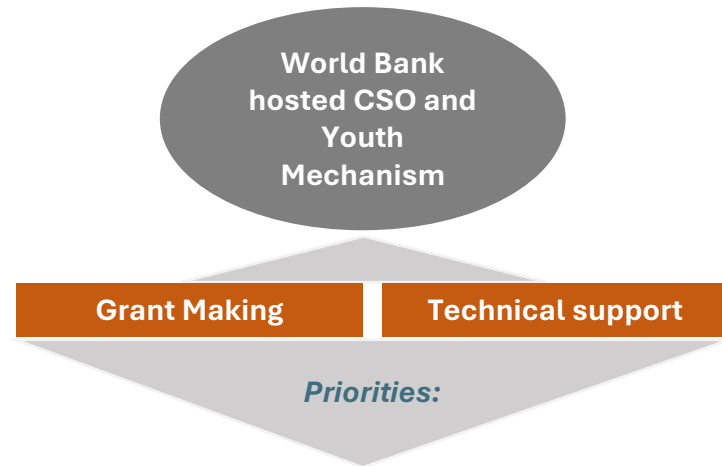 World Bank
hosted CSO and
Youth
Mechanism
Grant Making
Technical support
Priorities: